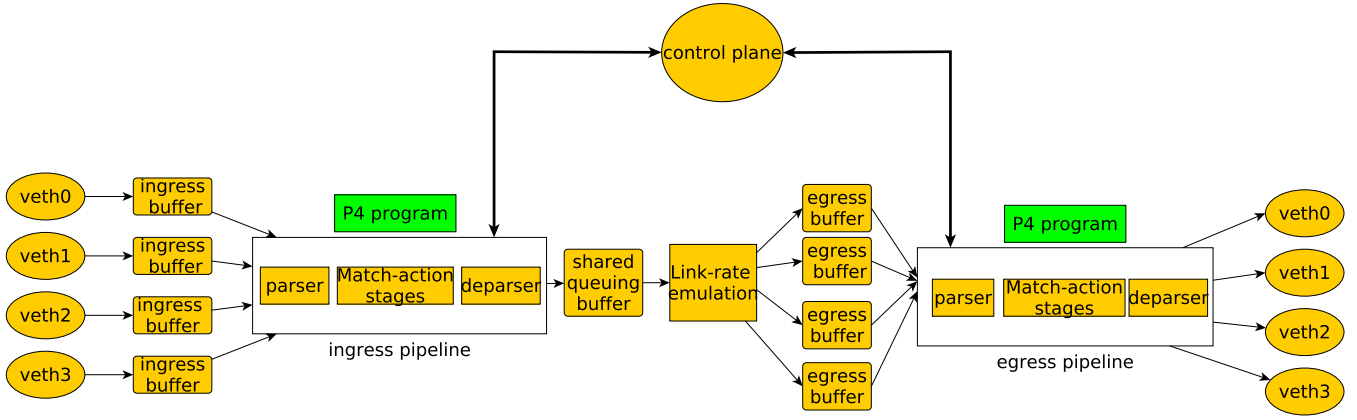 control plane
veth0
ingress
buffer
veth1
ingress
buffer
veth2
ingress
buffer
veth3
ingress
buffer
P4 program
parser
Match-action
stages
deparser
ingress pipeline
shared
queuing
buffer
Link-rate
emulation
egress
buffer
egress
buffer
egress
buffer
egress
buffer
P4 program
parser
Match-action
stages
deparser
egress pipeline
veth0
veth1
veth2
veth3